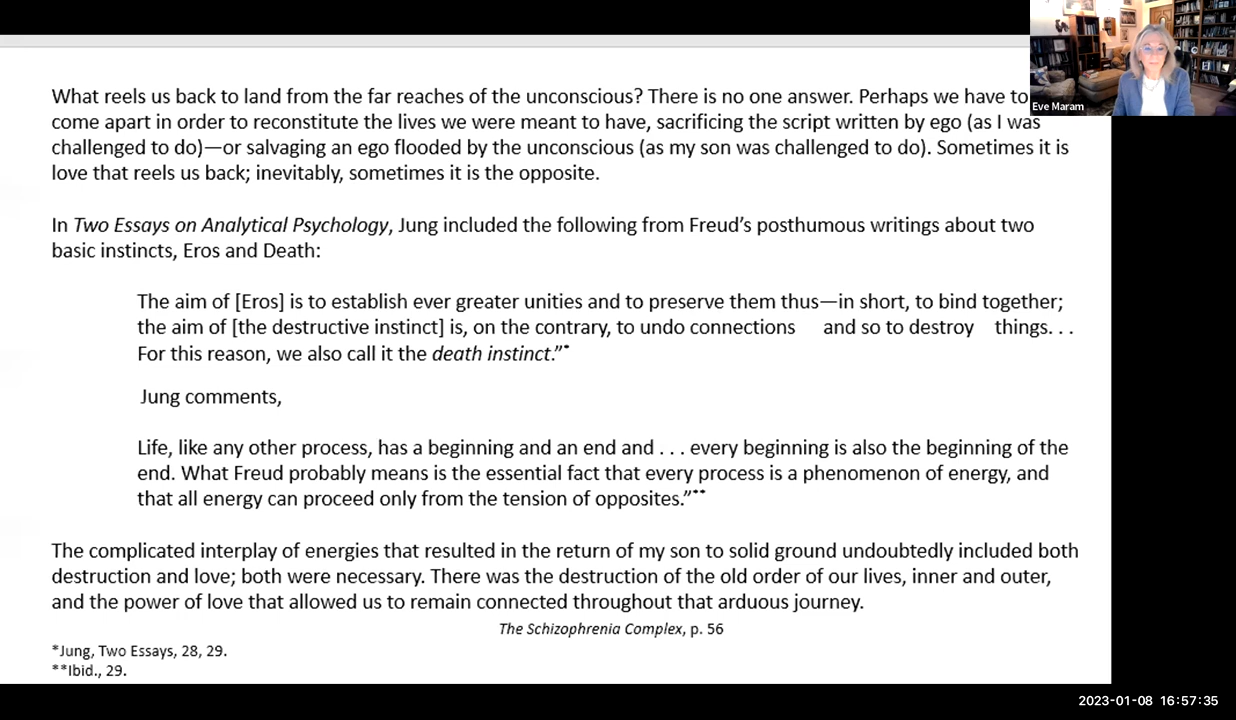 What reels us back to land from the far reaches of the unconscious? There is no one answer. Perhaps we have to
come apart in order to reconstitute the lives we were meant to have, sacrificing the script written by ego (as I was
challenged to do)—or salvaging an ego flooded by the unconscious (as my son was challenged to do). Sometimes it is
love that reels us back; inevitably, sometimes it is the opposite.
In Two Essays on Analytical Psychology, Jung included the following from Freud’s posthumous writings about two
basic instincts, Eros and Death:
The aim of [Eros] is to establish ever greater unities and to preserve them thus—in short, to bind together;
the aim of [the destructive instinct] is, on the contrary, to undo connections and so to destroy things. . .
For this reason, we also call it the death instinct.”*
Jung comments,
Life, like any other process, has a beginning and an end and . . . every beginning is also the beginning of the
end. What Freud probably means is the essential fact that every process is a phenomenon of energy, and
that all energy can proceed only from the tension of opposites.”**
The complicated interplay of energies that resulted in the return of my son to solid ground undoubtedly included both
destruction and love; both were necessary. There was the destruction of the old order of our lives, inner and outer,
and the power of love that allowed us to remain connected throughout that arduous journey.
The Schizophrenia Complex, p. 56
*Jung, Two Essays, 28, 29.
**Ibid., 29.
Eve Maram
2023-01-08 16:57:35